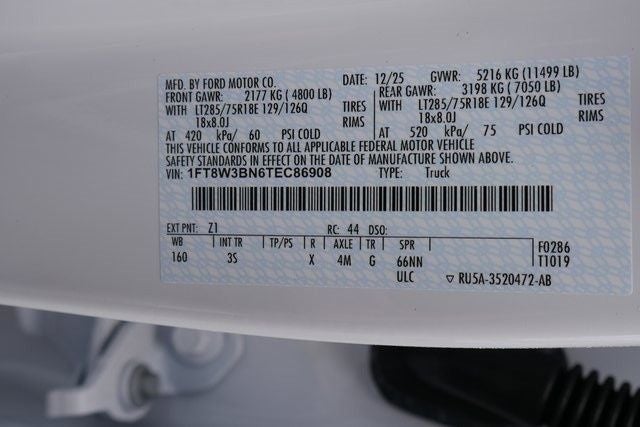 MFD. BY FORD MOTOR CO. DATE: 12/25 GVWR: 5216 KG (11499 LB)
FRONT GAWR: 2177 KG (4800 LB) REAR GAWR: 3198 KG (7050 LB)
WITH LT285/75R18E 129/126Q TIRES WITH LT285/75R18E 129/126Q TIRES
18x8.0J RIMS 18x8.0J RIMS
AT 420 kPa/ 60 PSI COLD AT 520 kPa/ 75 PSI COLD
THIS VEHICLE CONFORMS TO ALL APPLICABLE FEDERAL MOTOR VEHICLE
SAFETY STANDARDS IN EFFECT ON THE DATE OF MANUFACTURE SHOWN ABOVE.
VIN: 1FT8W3BN6TEC86908 TYPE: Truck
EXT PNT: Z1 RC: 44 DSO:
WB INT TR TP/PS R AXLE TR SPR F0286
160 3S X 4M G 66NN T1019
ULC ▽ RU5A-3520472-AB